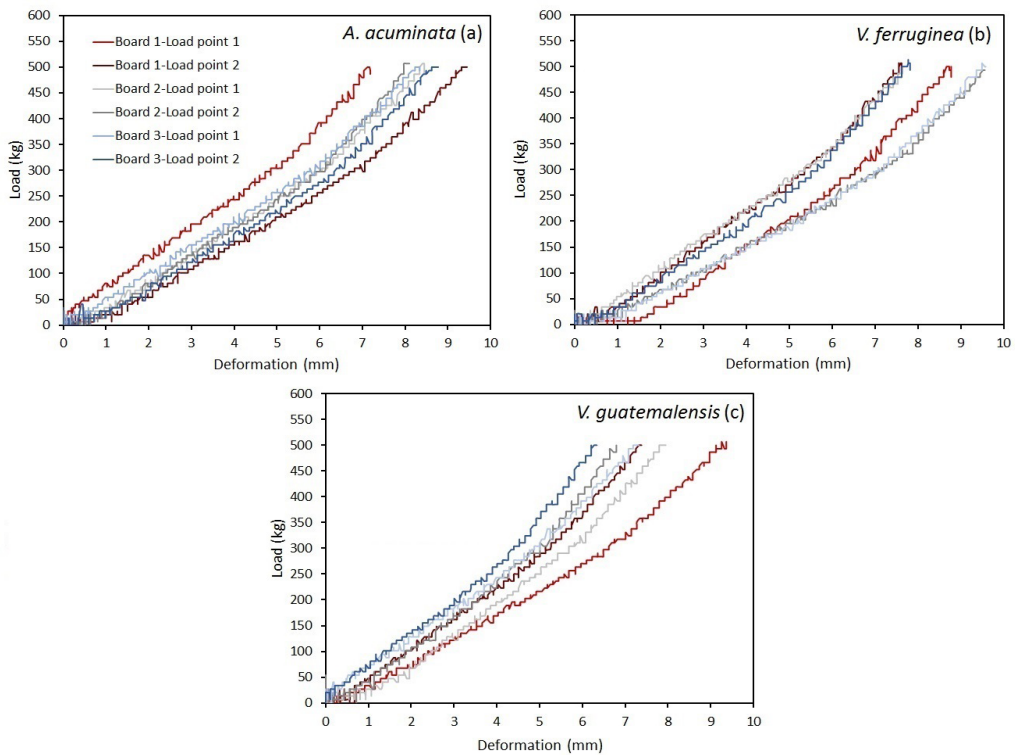 A. acuminata (a)
Board 1-Load point 1
Board 1-Load point 2
Board 2-Load point 1
Board 2-Load point 2
Board 3-Load point 1
Board 3-Load point 2
Load (kg)
600
550
500
450
400
350
300
250
200
150
100
50
0
0 1 2 3 4 5 6 7 8 9 10
Deformation (mm)
V. ferruginea (b)
Load (kg)
600
550
500
450
400
350
300
250
200
150
100
50
0
0 1 2 3 4 5 6 7 8 9 10
Deformation (mm)
V. guatemalensis (c)
Load (kg)
600
550
500
450
400
350
300
250
200
150
100
50
0
0 1 2 3 4 5 6 7 8 9 10
Deformation (mm)